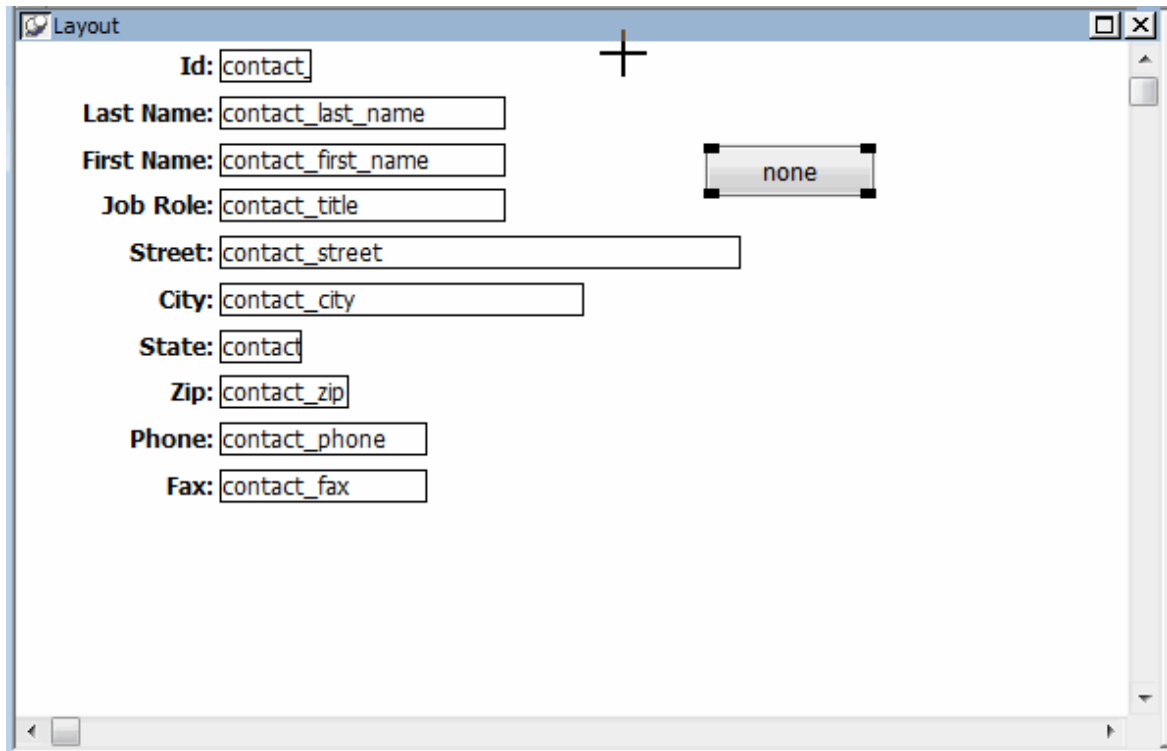 Layout
Id: contact_
Last Name: contact_last_name
First Name: contact_first_name
none
Job Role: contact_title
Street: contact_street
City: contact_city
State: contact
Zip: contact_zip
Phone: contact_phone
Fax: contact_fax